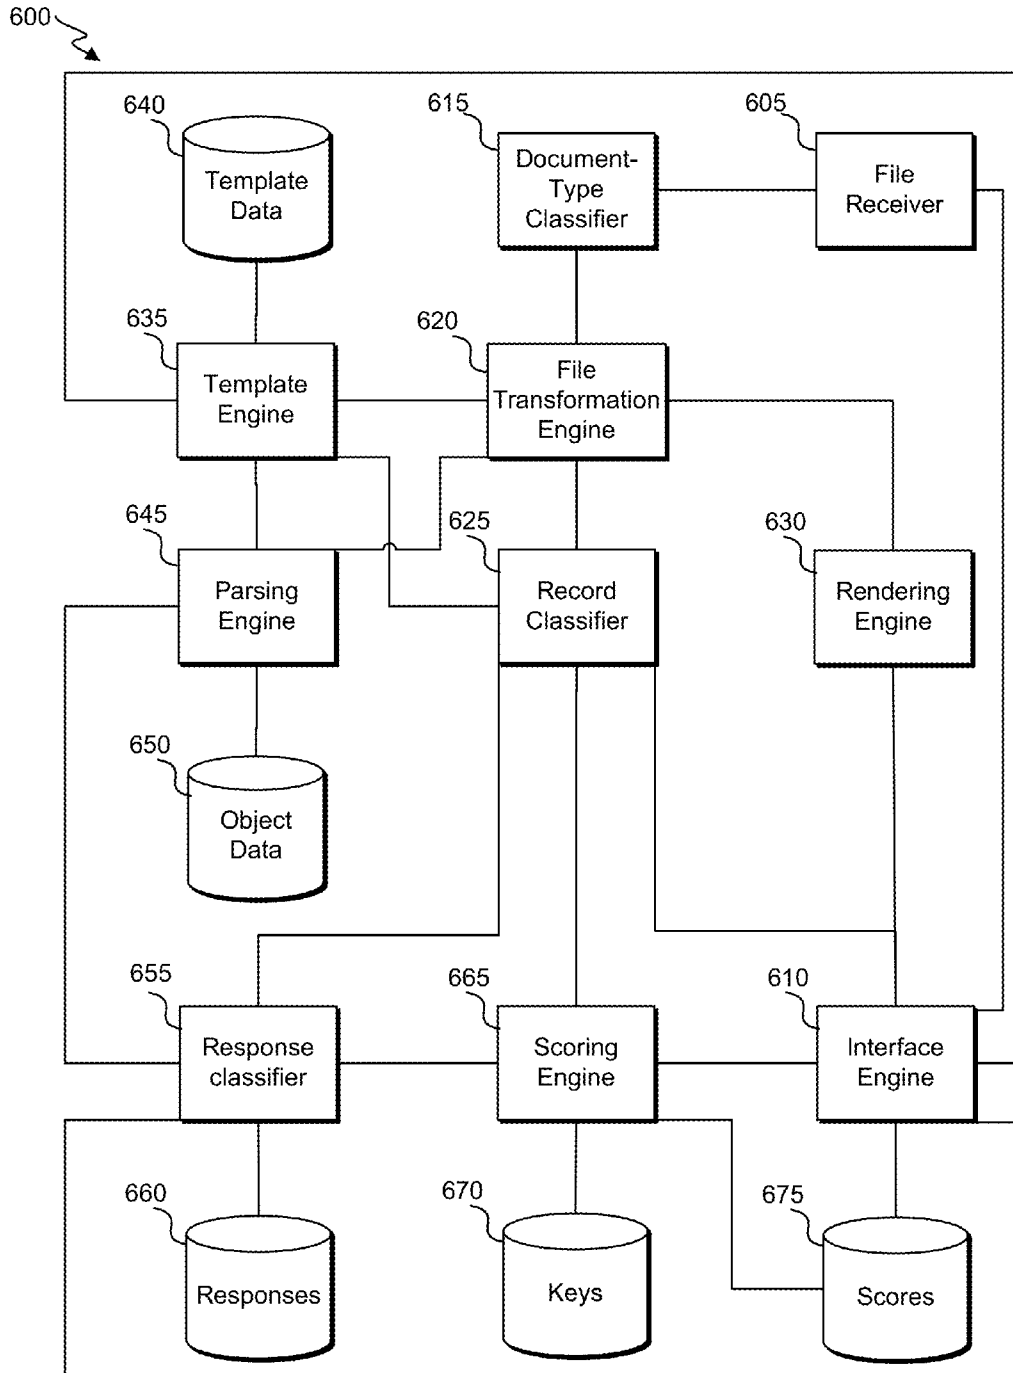 600
640
615
605
Template
Data
Document-
Type
Classifier
File
Receiver
635
620
Template
Engine
File
Transformation
Engine
645
625
630
Parsing
Engine
Record
Classifier
Rendering
Engine
650
Object
Data
655
665
610
Response
classifier
Scoring
Engine
Interface
Engine
660
670
675
Responses
Keys
Scores